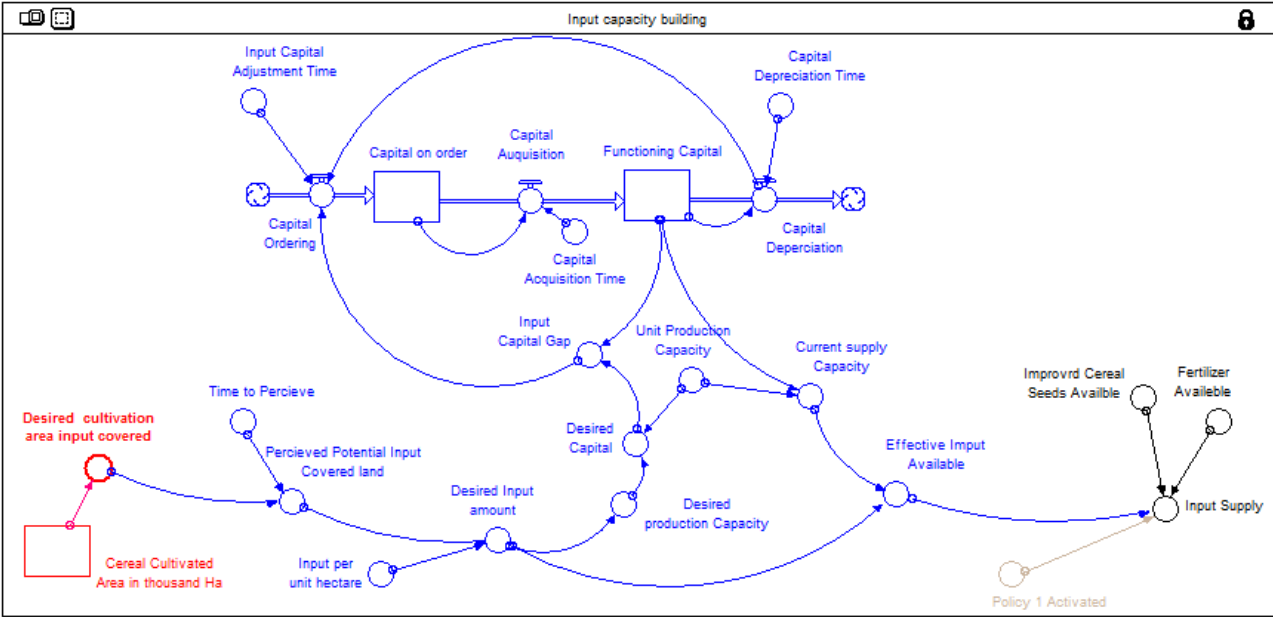 Input capacity building
Input Capital
Adjustment Time
Capital
Depreciation Time
Capital on order
Capital
Auquisition
Functioning Capital
Capital
Ordering
Capital
Acquisition Time
Capital
Deperciation
Input
Capital Gap
Unit Production
Capacity
Current supply
Capacity
Improvrd Cereal
Seeds Availble
Fertilizer
Availeble
Time to Percieve
Desired cultivation
area input covered
Percieved Potential Input
Covered land
Desired
Capital
Effective Imput
Available
Desired Input
amount
Desired
production Capacity
Input Supply
Cereal Cultivated
Area in thousand Ha
Input per
unit hectare
Policy 1 Activated